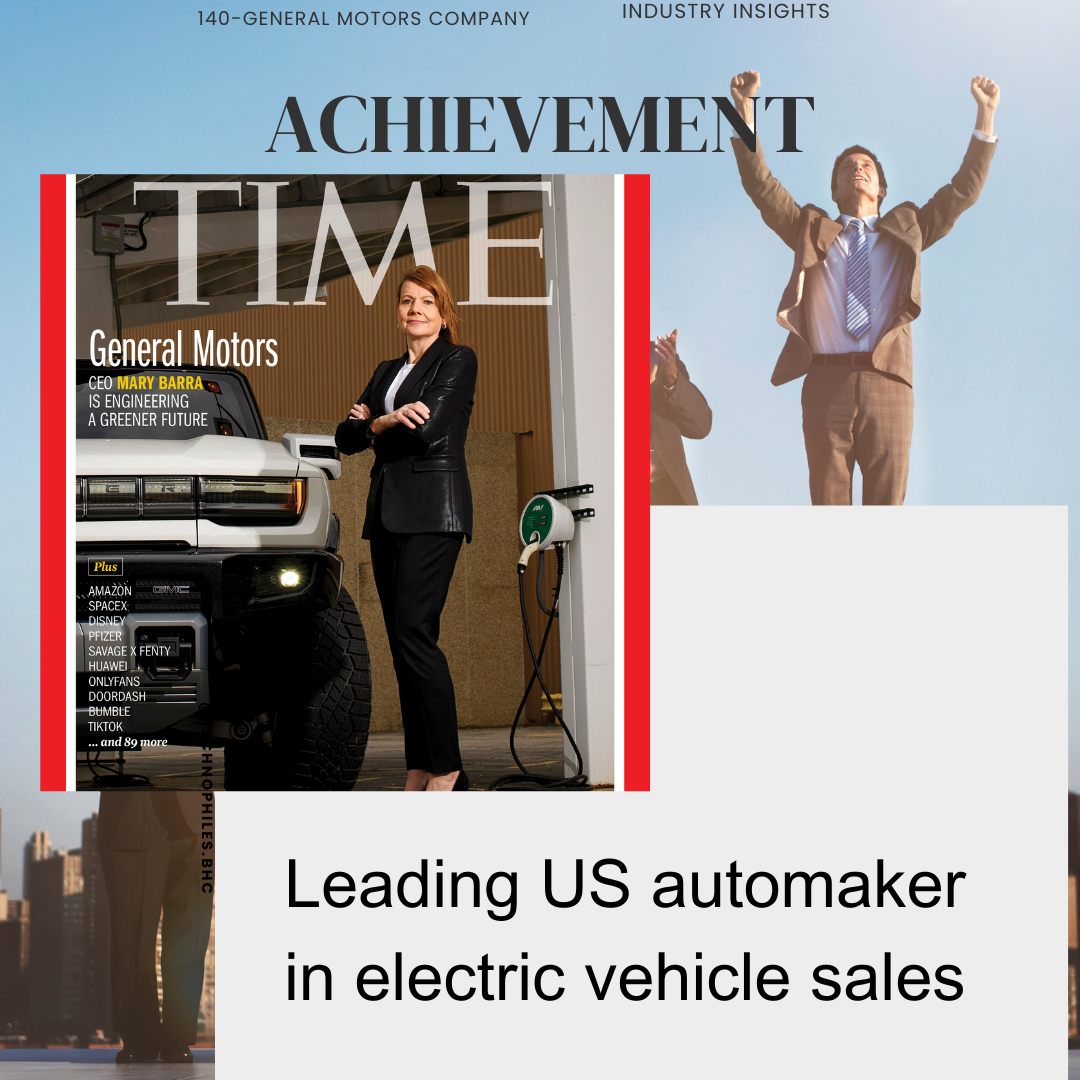 140-GENERAL MOTORS COMPANY
INDUSTRY INSIGHTS
ACHIEVEMENT
TIME
General Motors
CEO MARY BARRA
IS ENGINEERING
A GREENER FUTURE
Plus
AMAZON
SPACEX
DISNEY
PFIZER
SAVAGE X FENTY
HUAWEI
ONLYFANS
DOORDASH
BUMBLE
TIKTOK
... and 89 more
GMC
CHNOPHILES.BHC
Leading US automaker
in electric vehicle sales